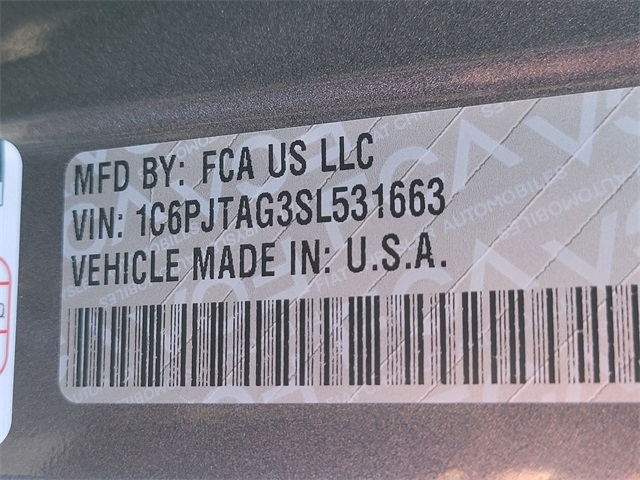 MFD BY: FCA US LLC
VIN: 1C6PJTAG3SL531663
VEHICLE MADE IN: U.S.A.